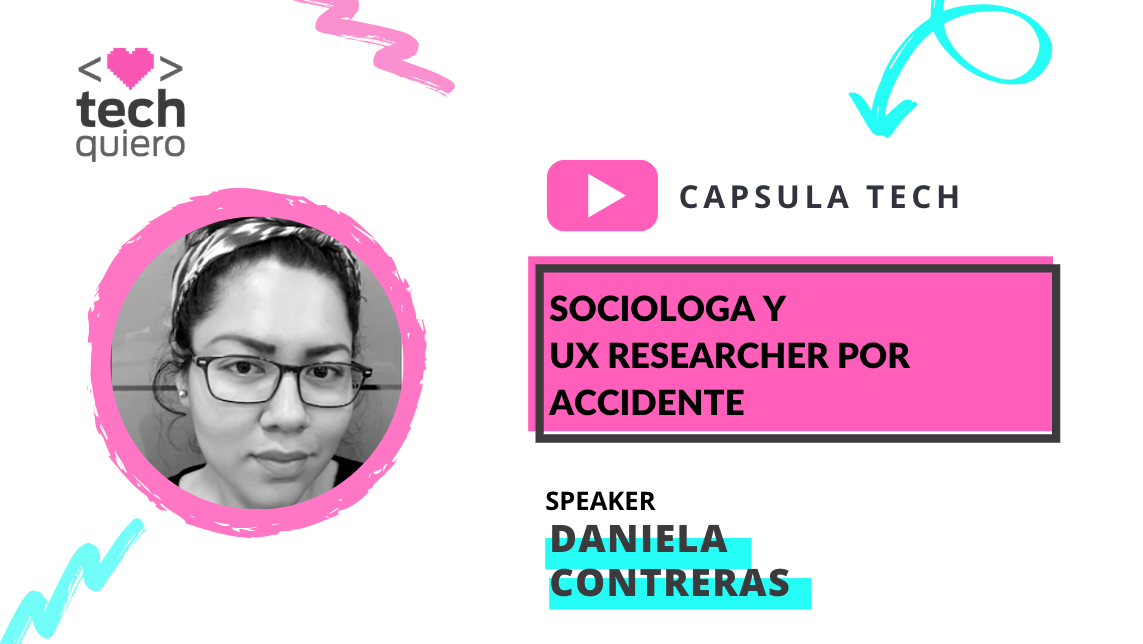 < >
tech
quiero
CAPSULA TECH
SOCIOLOGA Y
UX RESEARCHER POR
ACCIDENTE
SPEAKER
DANIELA
CONTRERAS